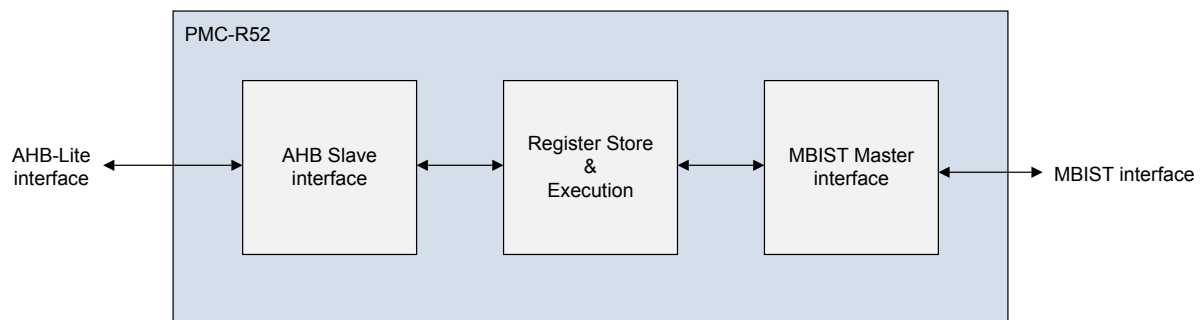 PMC-R52
AHB-Lite
interface
AHB Slave
interface
Register Store
&
Execution
MBIST Master
interface
MBIST interface